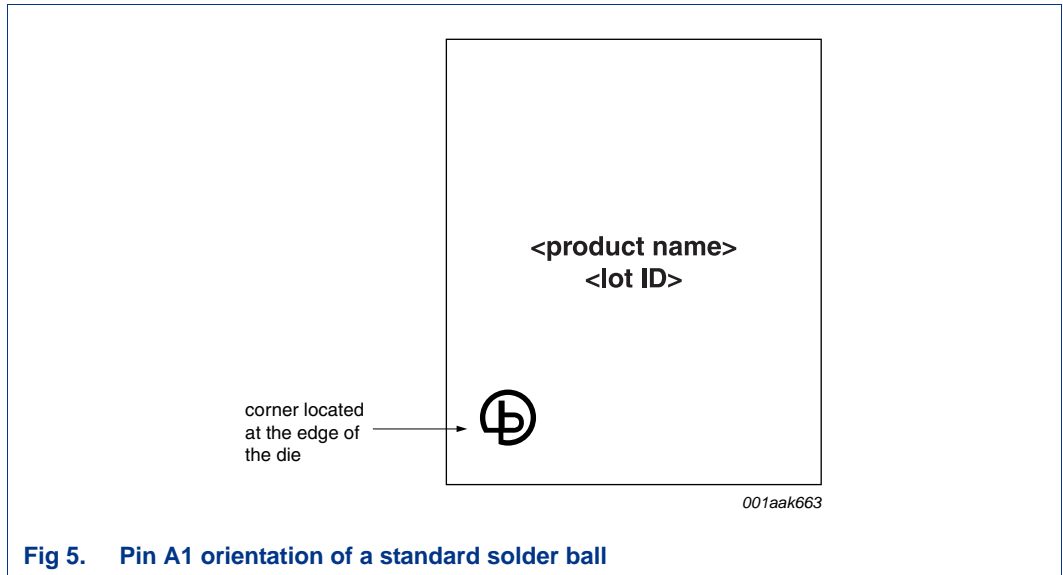 <product name>
<lot ID>
corner located
at the edge of
the die
001aak663
Fig 5. Pin A1 orientation of a standard solder ball